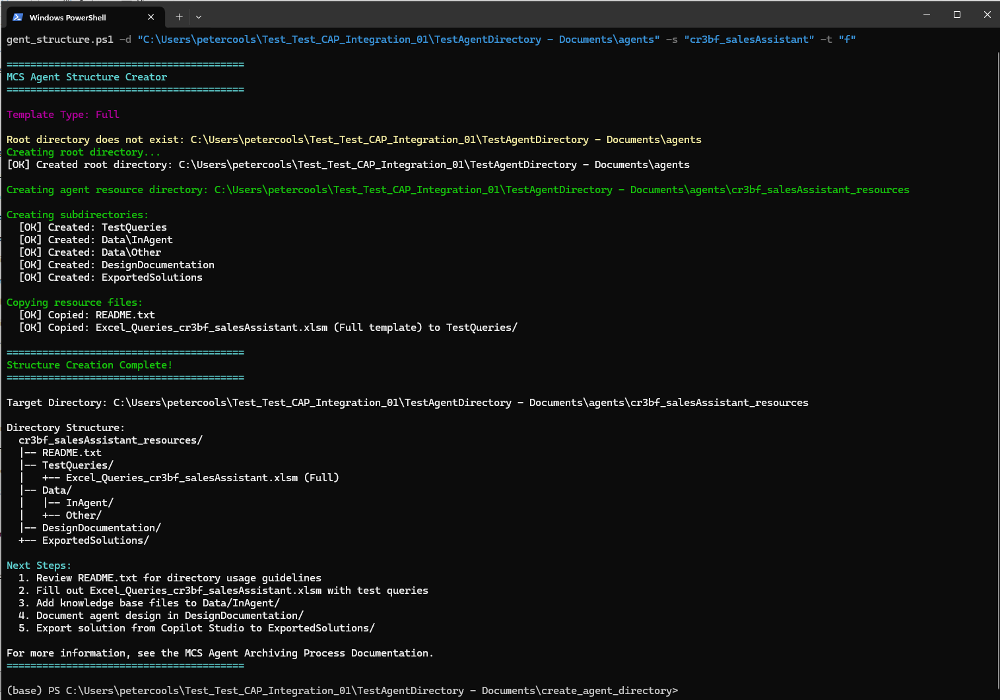 Windows PowerShell
gent_structure.ps1 -d "C:\Users\petercools\Test_Test_CAP_Integration_01\TestAgentDirectory - Documents\agents" -s "cr3bf_salesAssistant" -t "f"
========================================
MCS Agent Structure Creator
========================================
Template Type: Full
Root directory does not exist: C:\Users\petercools\Test_Test_CAP_Integration_01\TestAgentDirectory - Documents\agents
Creating root directory...
[OK] Created root directory: C:\Users\petercools\Test_Test_CAP_Integration_01\TestAgentDirectory - Documents\agents
Creating agent resource directory: C:\Users\petercools\Test_Test_CAP_Integration_01\TestAgentDirectory - Documents\agents\cr3bf_salesAssistant_resources
Creating subdirectories:
  [OK] Created: TestQueries
  [OK] Created: Data\InAgent
  [OK] Created: Data\Other
  [OK] Created: DesignDocumentation
  [OK] Created: ExportedSolutions
Copying resource files:
  [OK] Copied: README.txt
  [OK] Copied: Excel_Queries_cr3bf_salesAssistant.xlsm (Full template) to TestQueries/
========================================
Structure Creation Complete!
========================================
Target Directory: C:\Users\petercools\Test_Test_CAP_Integration_01\TestAgentDirectory - Documents\agents\cr3bf_salesAssistant_resources
Directory Structure:
  cr3bf_salesAssistant_resources/
  |-- README.txt
  |-- TestQueries/
  |   +-- Excel_Queries_cr3bf_salesAssistant.xlsm (Full)
  |-- Data/
  |   |-- InAgent/
  |   +-- Other/
  |-- DesignDocumentation/
  +-- ExportedSolutions/
Next Steps:
  1. Review README.txt for directory usage guidelines
  2. Fill out Excel_Queries_cr3bf_salesAssistant.xlsm with test queries
  3. Add knowledge base files to Data/InAgent/
  4. Document agent design in DesignDocumentation/
  5. Export solution from Copilot Studio to ExportedSolutions/
For more information, see the MCS Agent Archiving Process Documentation.
========================================
(base) PS C:\Users\petercools\Test_Test_CAP_Integration_01\TestAgentDirectory - Documents\create_agent_directory>